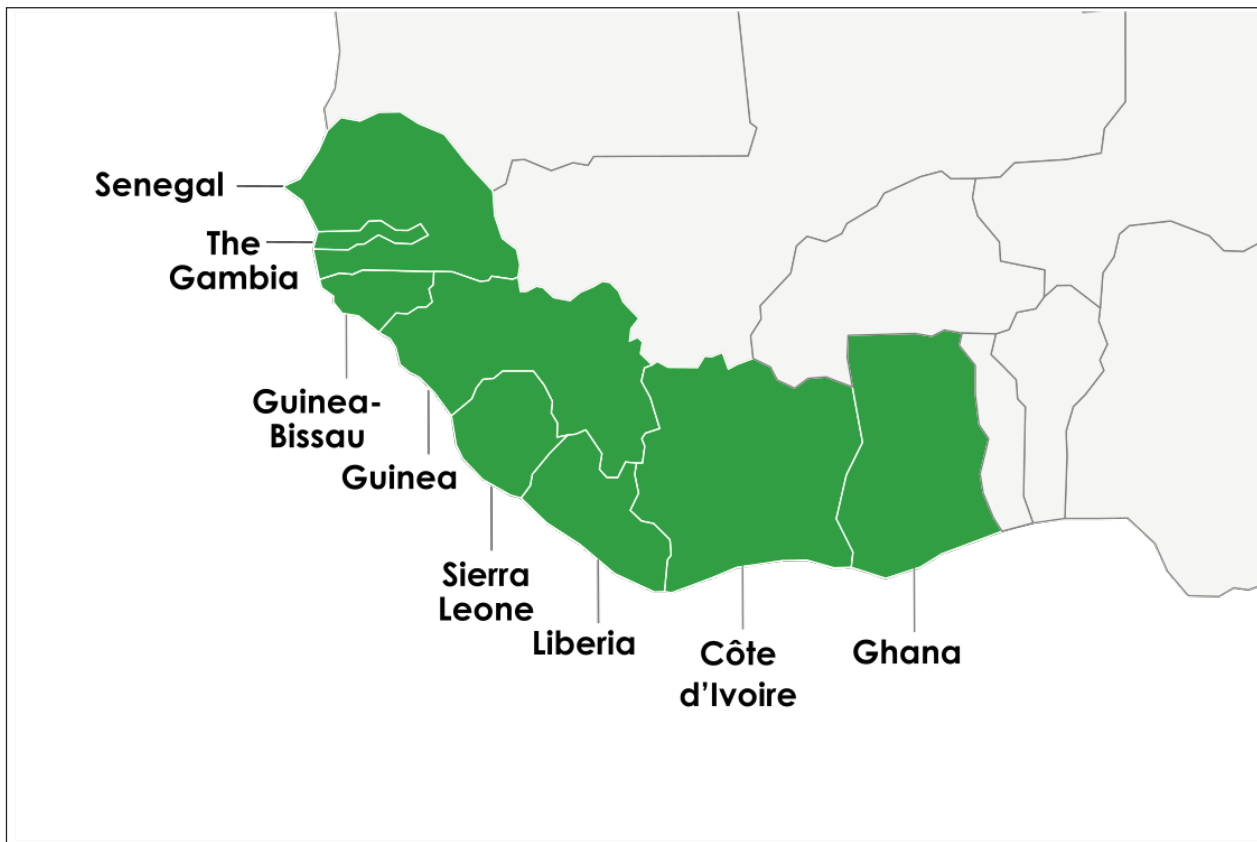 Senegal
The
Gambia
Guinea-
Bissau
Guinea
Sierra
Leone
Liberia
Côte
d’Ivoire
Ghana